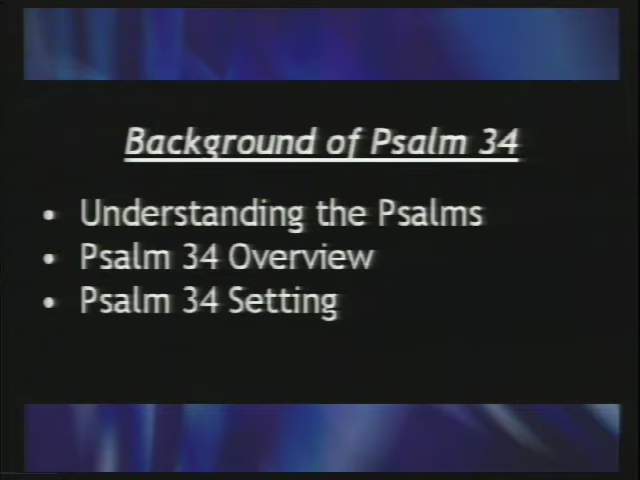 Background of Psalm 34
• Understanding the Psalms
• Psalm 34 Overview
• Psalm 34 Setting